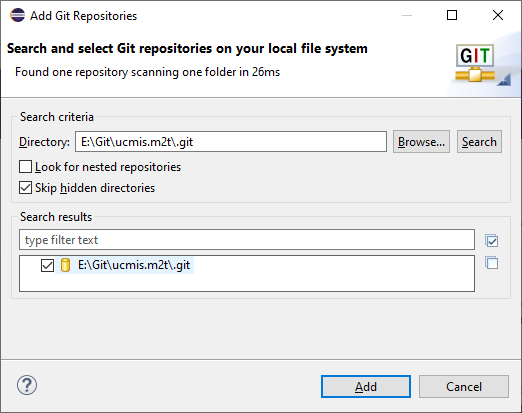 Add Git Repositories
Search and select Git repositories on your local file system
Found one repository scanning one folder in 26ms
GIT
Search criteria
Directory: E:\Git\ucmis.m2t\.git Browse... Search
Look for nested repositories
Skip hidden directories
Search results
type filter text
E:\Git\ucmis.m2t\.git
? Add Cancel